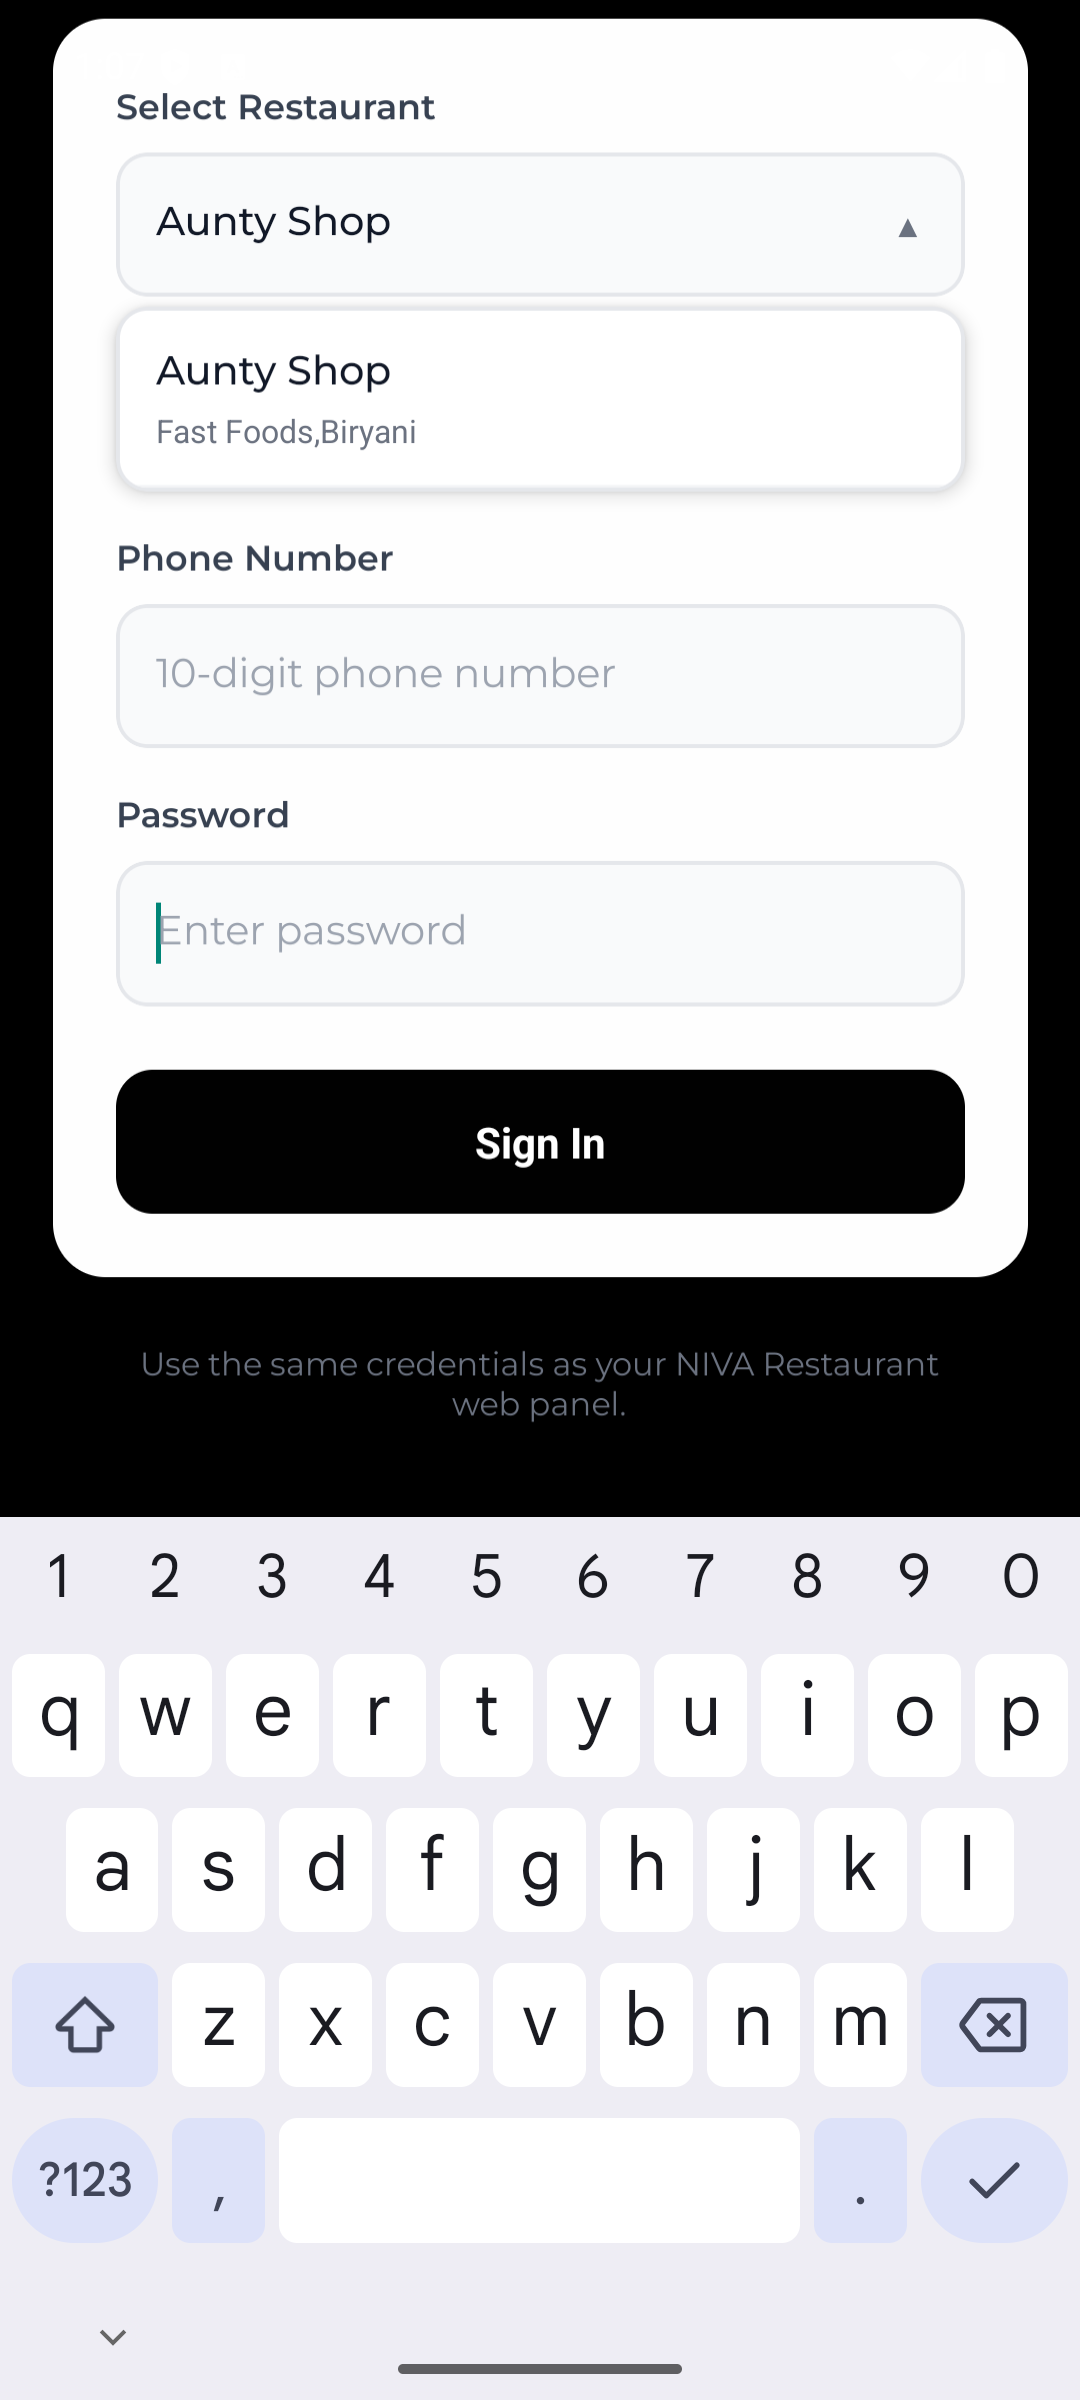 Select Restaurant
Aunty Shop ▲
Aunty Shop
Fast Foods,Biryani
Phone Number
10-digit phone number
Password
Enter password
Sign In
Use the same credentials as your NIVA Restaurant
web panel.
1 2 3 4 5 6 7 8 9 0
q w e r t y u i o p
a s d f g h j k l
z x c v b n m
?123 , .